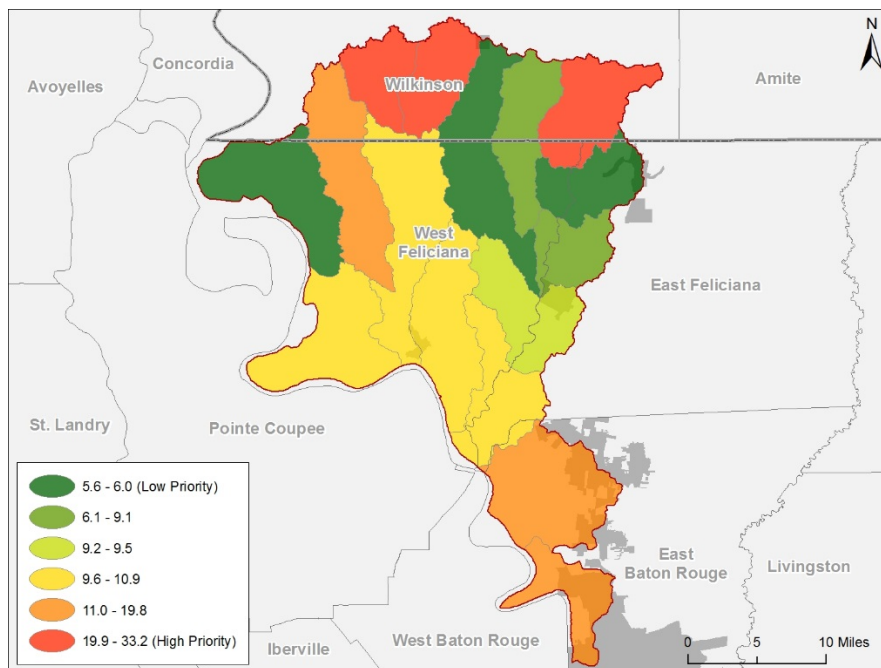 Concordia
Avoyelles
Wilkinson
Amite
N
West
Feliciana
East Feliciana
St. Landry
Pointe Coupee
5.6 - 6.0 (Low Priority)
6.1 - 9.1
9.2 - 9.5
9.6 - 10.9
11.0 - 19.8
19.9 - 33.2 (High Priority)
East
Baton Rouge
Livingston
Iberville
West Baton Rouge
0 5 10 Miles